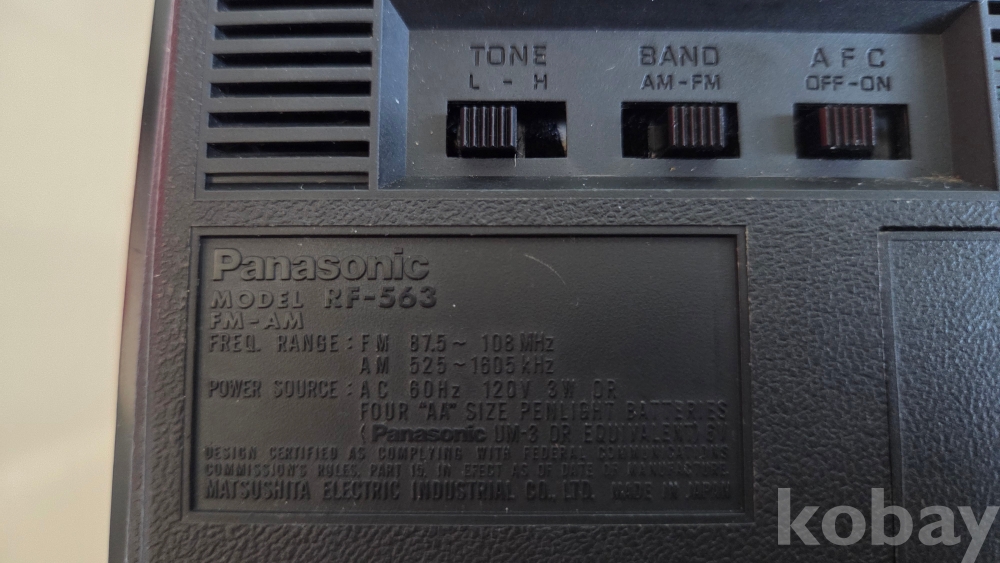 TONE BAND AFC
L - H AM-FM OFF-ON
Panasonic
MODEL RF-563
FM-AM
FREQ. RANGE : FM 87.5 ~ 108 MHz
AM 525 ~ 1605 kHz
POWER SOURCE : AC 60Hz 120V 3W OR
FOUR "AA" SIZE PENLIGHT BATTERIES
(Panasonic UM-3 OR EQUIVALENT) 6V
DESIGN CERTIFIED AS COMPLYING WITH FEDERAL COMMUNICATIONS
COMMISSION'S RULES, PART 15, IN EFFECT AS OF DATE OF MANUFACTURE.
MATSUSHITA ELECTRIC INDUSTRIAL CO., LTD. MADE IN JAPAN
kobay